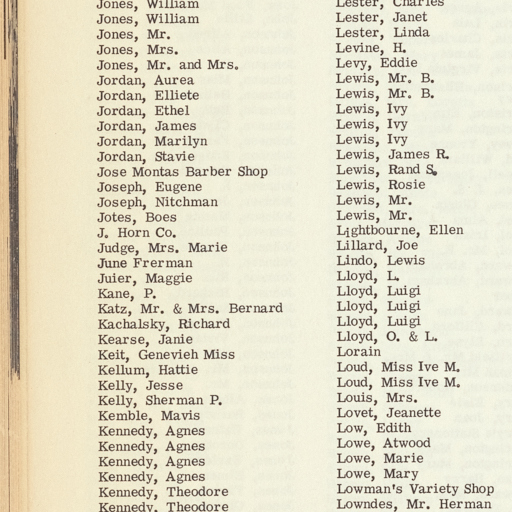 Jones, William
Jones, William
Jones, Mr.
Jones, Mrs.
Jones, Mr. and Mrs.
Jordan, Aurea
Jordan, Elliete
Jordan, Ethel
Jordan, James
Jordan, Marilyn
Jordan, Stavie
Jose Montas Barber Shop
Joseph, Eugene
Joseph, Nitchman
Jotes, Boes
J. Horn Co.
Judge, Mrs. Marie
June Frerman
Juier, Maggie
Kane, P.
Katz, Mr. & Mrs. Bernard
Kachalsky, Richard
Kearse, Janie
Keit, Genevieh Miss
Kellum, Hattie
Kelly, Jesse
Kelly, Sherman P.
Kemble, Mavis
Kennedy, Agnes
Kennedy, Agnes
Kennedy, Agnes
Kennedy, Agnes
Kennedy, Theodore
Kennedy, Theodore
Lester, Charles
Lester, Janet
Lester, Linda
Levine, H.
Levy, Eddie
Lewis, Mr. B.
Lewis, Mr. B.
Lewis, Ivy
Lewis, Ivy
Lewis, Ivy
Lewis, James R.
Lewis, Rand S.
Lewis, Rosie
Lewis, Mr.
Lewis, Mr.
Lightbourne, Ellen
Lillard, Joe
Lindo, Lewis
Lloyd, L.
Lloyd, Luigi
Lloyd, Luigi
Lloyd, Luigi
Lloyd, O. & L.
Lorain
Loud, Miss Ive M.
Loud, Miss Ive M.
Louis, Mrs.
Lovet, Jeanette
Low, Edith
Lowe, Atwood
Lowe, Marie
Lowe, Mary
Lowman's Variety Shop
Lowndes, Mr. Herman